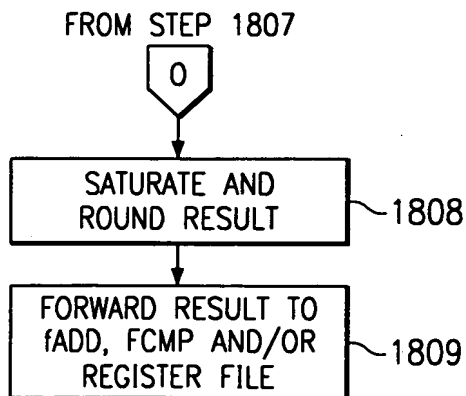 FROM STEP 1807
0
SATURATE AND
ROUND RESULT
1808
FORWARD RESULT TO
fADD, FCMP AND/OR
REGISTER FILE
1809